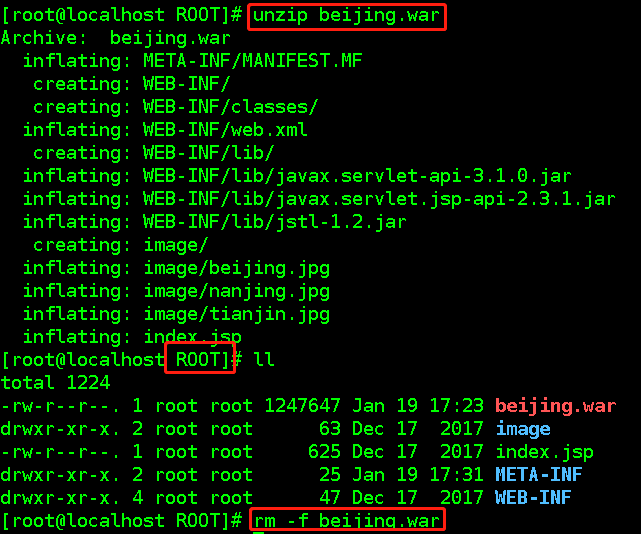 [root@localhost ROOT]# unzip beijing.war
Archive:  beijing.war
  inflating: META-INF/MANIFEST.MF
   creating: WEB-INF/
   creating: WEB-INF/classes/
  inflating: WEB-INF/web.xml
   creating: WEB-INF/lib/
  inflating: WEB-INF/lib/javax.servlet-api-3.1.0.jar
  inflating: WEB-INF/lib/javax.servlet.jsp-api-2.3.1.jar
  inflating: WEB-INF/lib/jstl-1.2.jar
   creating: image/
  inflating: image/beijing.jpg
  inflating: image/nanjing.jpg
  inflating: image/tianjin.jpg
  inflating: index.jsp
[root@localhost ROOT]# ll
total 1224
-rw-r--r--. 1 root root 1247647 Jan 19 17:23 beijing.war
drwxr-xr-x. 2 root root      63 Dec 17  2017 image
-rw-r--r--. 1 root root     625 Dec 17  2017 index.jsp
drwxr-xr-x. 2 root root      25 Jan 19 17:31 META-INF
drwxr-xr-x. 4 root root      47 Dec 17  2017 WEB-INF
[root@localhost ROOT]# rm -f beijing.war